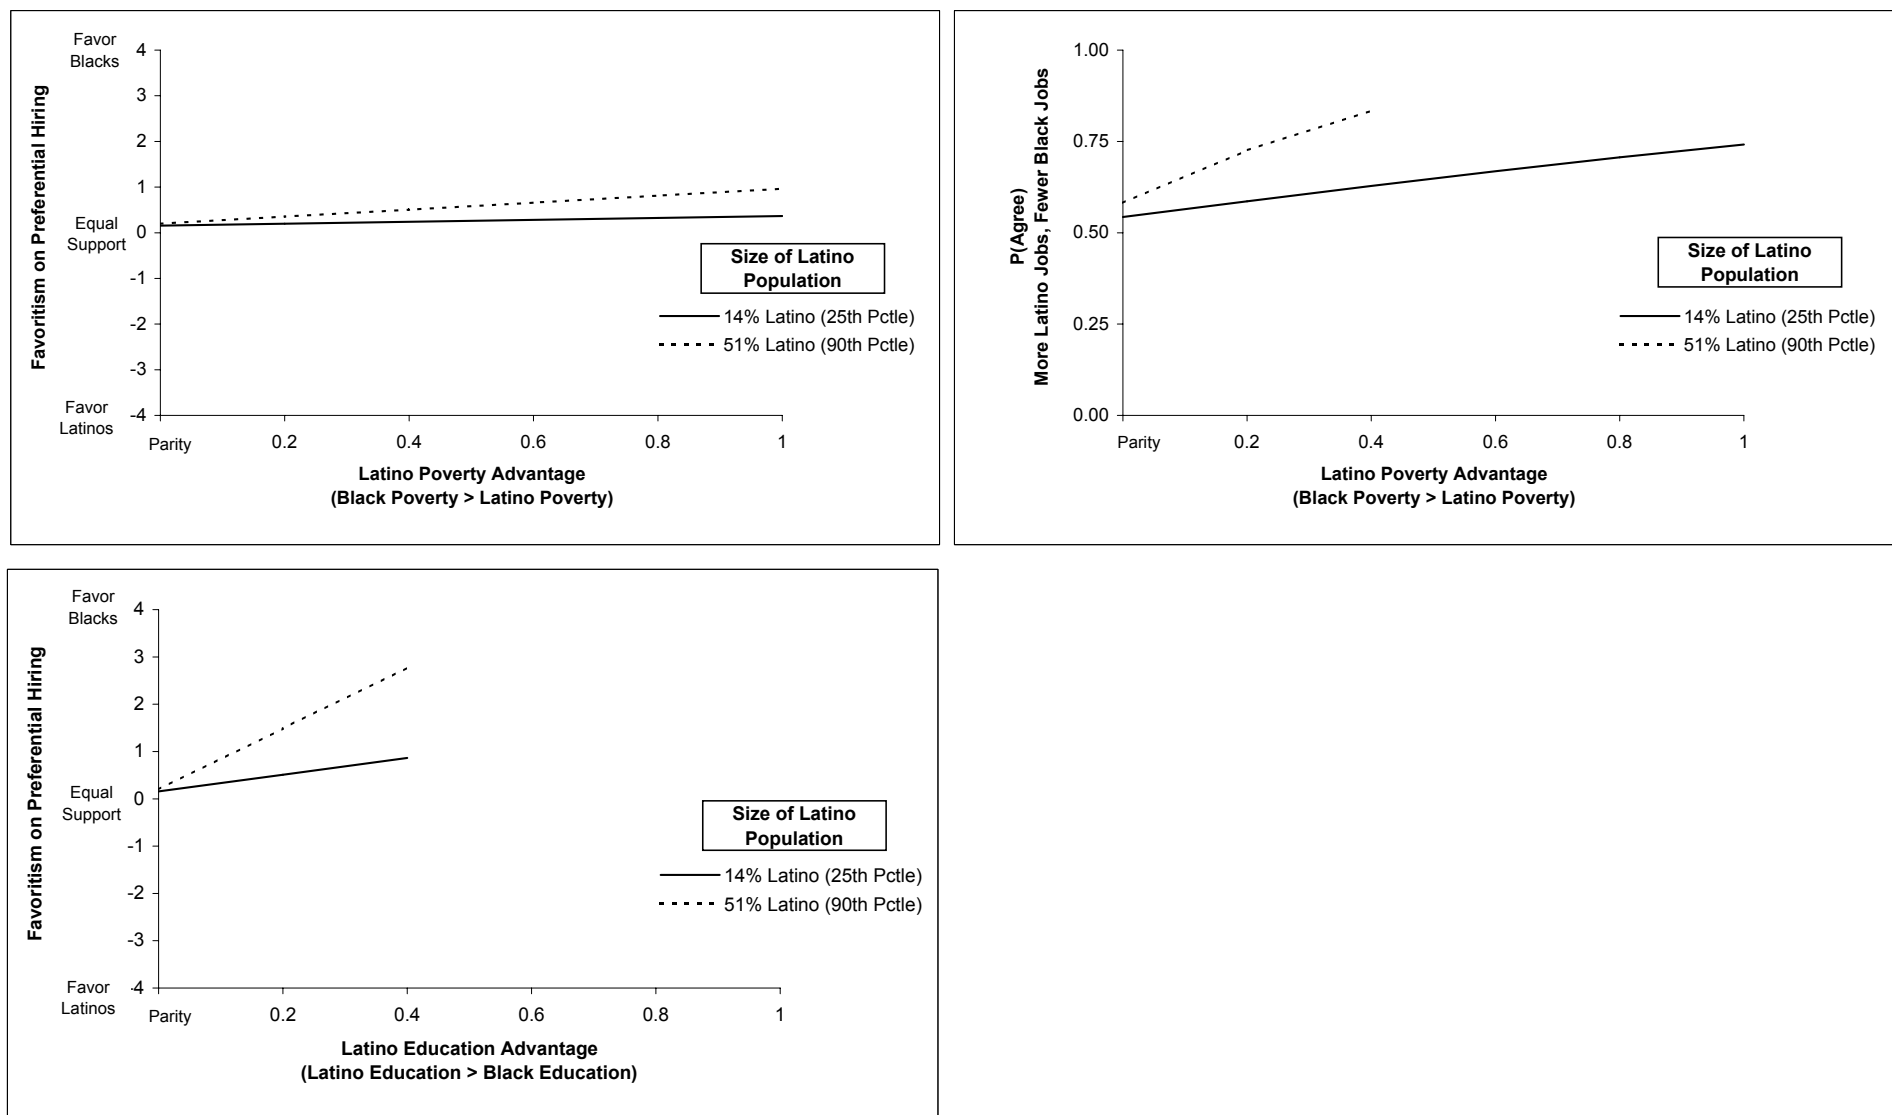 Favor
Blacks
4
3
2
1
Equal
Support
0
-1
-2
-3
Favor
Latinos
-4
Favoritism on Preferential Hiring
Parity 0.2 0.4 0.6 0.8 1
Latino Poverty Advantage
(Black Poverty > Latino Poverty)
Size of Latino
Population
14% Latino (25th Pctle)
51% Latino (90th Pctle)
P(Agree)
More Latino Jobs, Fewer Black Jobs
1.00
0.75
0.50
0.25
0.00
Parity 0.2 0.4 0.6 0.8 1
Latino Poverty Advantage
(Black Poverty > Latino Poverty)
Size of Latino
Population
14% Latino (25th Pctle)
51% Latino (90th Pctle)
Favor
Blacks
4
3
2
1
Equal
Support
0
-1
-2
-3
Favor
Latinos
-4
Favoritism on Preferential Hiring
Parity 0.2 0.4 0.6 0.8 1
Latino Education Advantage
(Latino Education > Black Education)
Size of Latino
Population
14% Latino (25th Pctle)
51% Latino (90th Pctle)